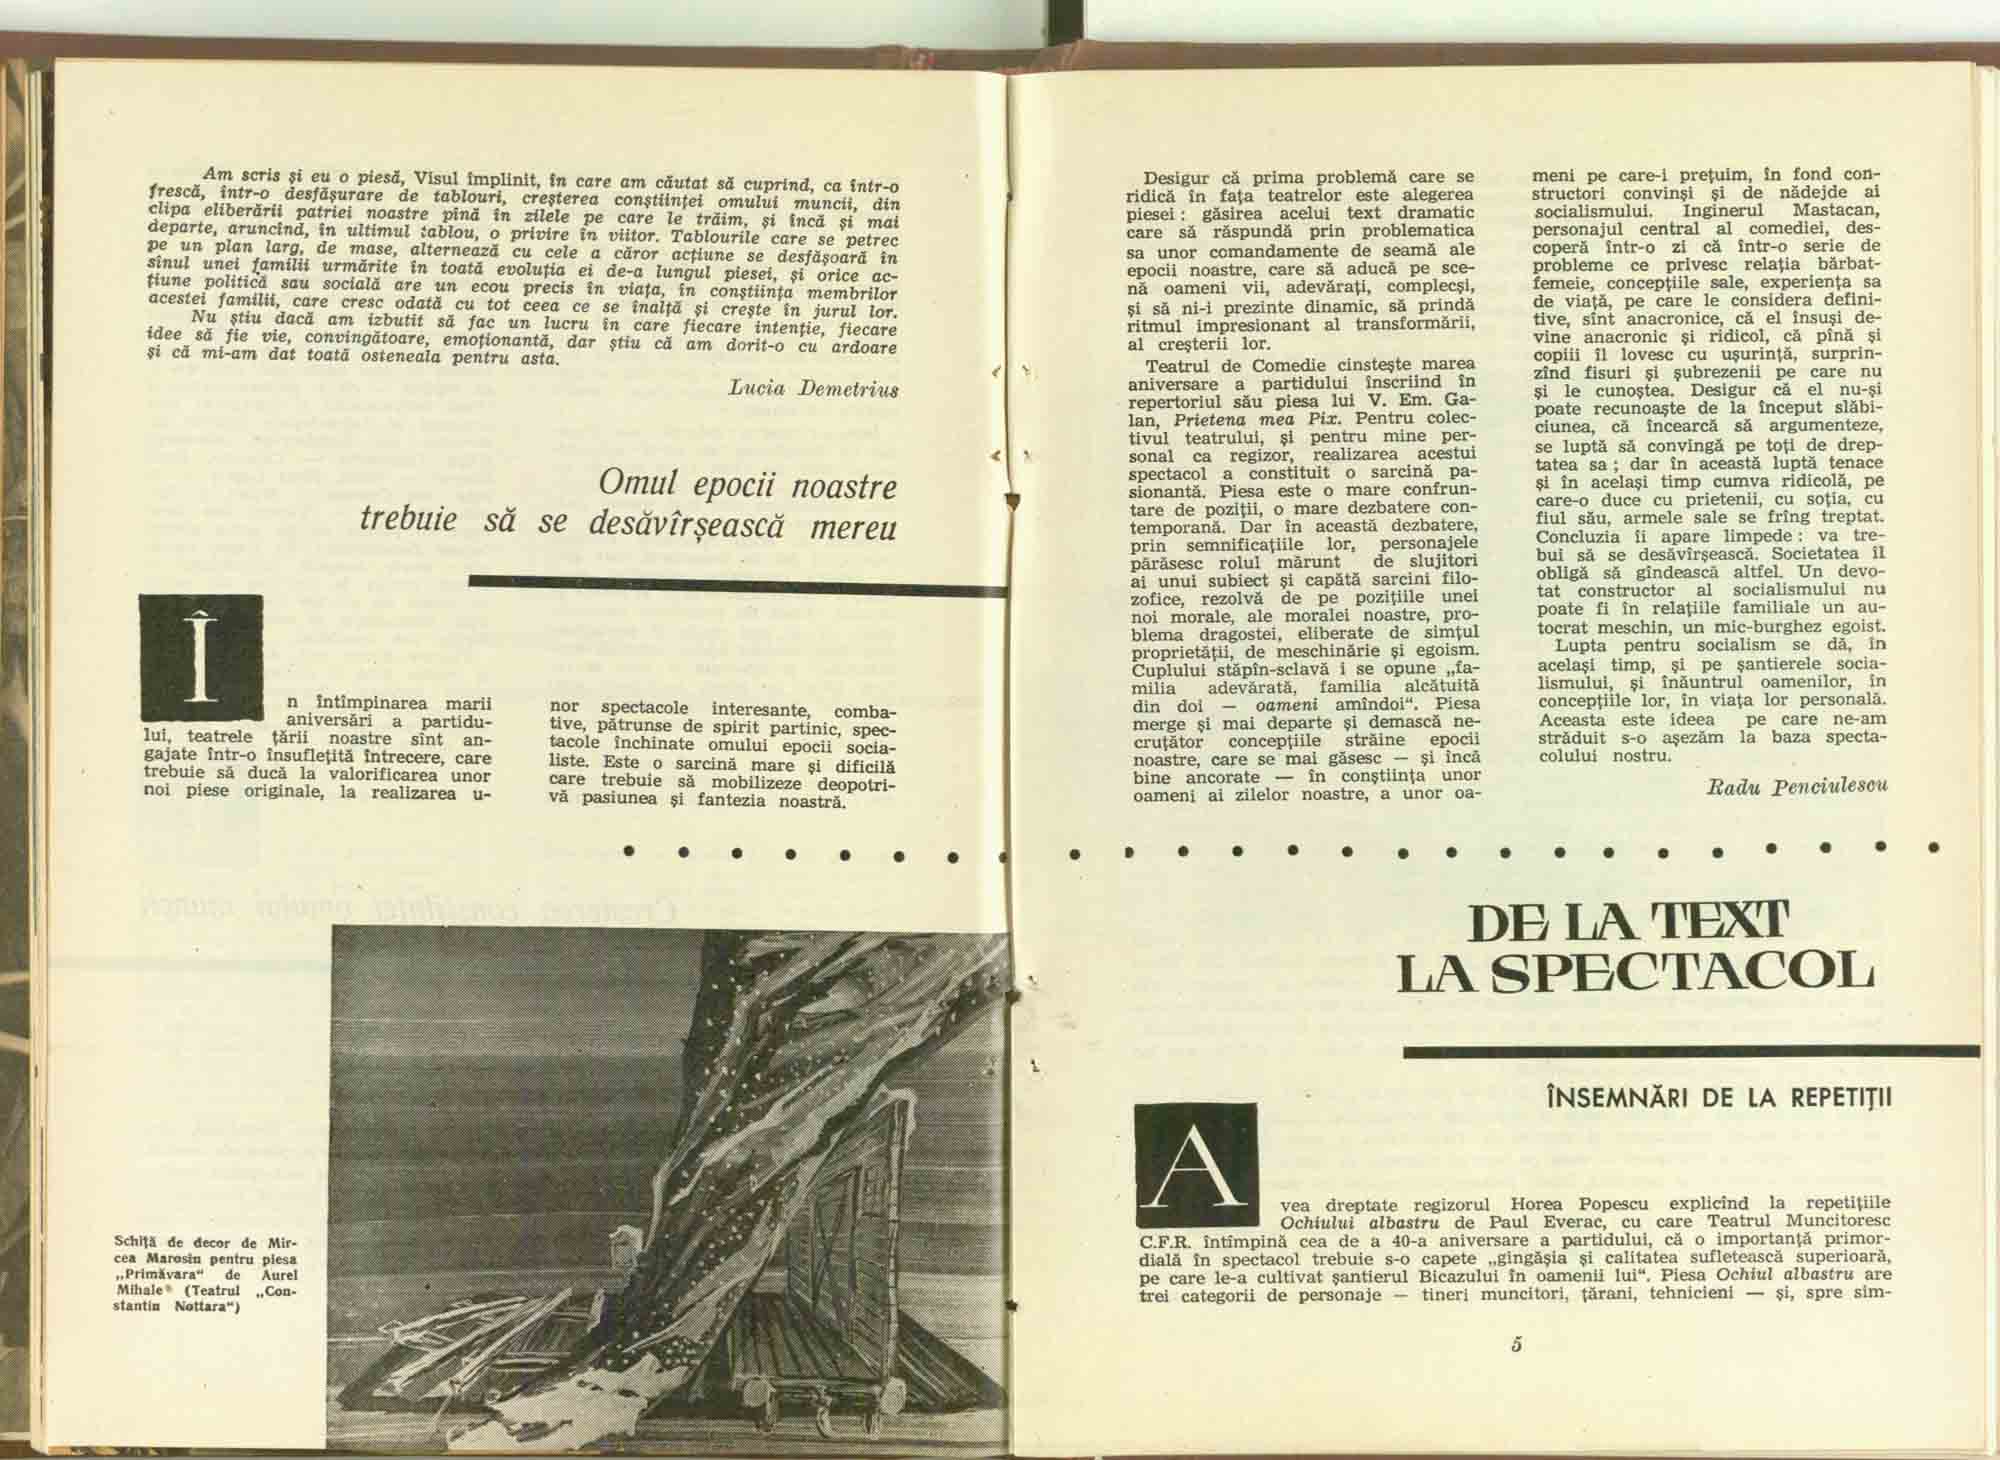 Am scris și eu o piesă, Visul împlinit, în care am căutat să cuprind, ca într-o
frescă, într-o desfășurare de tablouri, creșterea conștiinței omului muncii, din
clipa eliberării patriei noastre pînă în zilele pe care le trăim, și încă și mai
departe, aruncînd, în ultimul tablou, o privire în viitor. Tablourile care se petrec
pe un plan larg, de mase, alternează cu cele a căror acțiune se desfășoară în
sînul unei familii urmărite în toată evoluția ei de-a lungul piesei, și orice ac-
țiune politică sau socială are un ecou precis în viața, în conștiința membrilor
acestei familii, care cresc odată cu tot ceea ce se înalță și crește în jurul lor.
Nu știu dacă am izbutit să fac un lucru în care fiecare intenție, fiecare
idee să fie vie, convingătoare, emoționantă, dar știu că am dorit-o cu ardoare
și că mi-am dat toată osteneala pentru asta.
Lucia Demetrius
Omul epocii noastre
trebuie să se desăvîrșească mereu
În întîmpinarea marii
aniversări a partidu-
lui, teatrele țării noastre sînt an-
gajate într-o însuflețită întrecere, care
trebuie să ducă la valorificarea unor
noi piese originale, la realizarea u-
nor spectacole interesante, comba-
tive, pătrunse de spirit partinic, spec-
tacole închinate omului epocii socia-
liste. Este o sarcină mare și dificilă
care trebuie să mobilizeze deopotri-
vă pasiunea și fantezia noastră.
Schiță de decor de Mir-
cea Marosin pentru piesa
„Primăvara“ de Aurel
Mihale (Teatrul „Con-
stantin Nottara“)
Desigur că prima problemă care se
ridică în fața teatrelor este alegerea
piesei : găsirea acelui text dramatic
care să răspundă prin problematica
sa unor comandamente de seamă ale
epocii noastre, care să aducă pe sce-
nă oameni vii, adevărați, complecși,
și să ni-i prezinte dinamic, să prindă
ritmul impresionant al transformării,
al creșterii lor.
Teatrul de Comedie cinstește marea
aniversare a partidului înscriind în
repertoriul său piesa lui V. Em. Ga-
lan, Prietena mea Pix. Pentru colec-
tivul teatrului, și pentru mine per-
sonal ca regizor, realizarea acestui
spectacol a constituit o sarcină pa-
sionantă. Piesa este o mare confrun-
tare de poziții, o mare dezbatere con-
temporană. Dar în această dezbatere,
prin semnificațiile lor, personajele
părăsesc rolul mărunt de slujitori
ai unui subiect și capătă sarcini filo-
zofice, rezolvă de pe pozițiile unei
noi morale, ale moralei noastre, pro-
blema dragostei, eliberate de simțul
proprietății, de meschinărie și egoism.
Cuplului stăpîn-sclavă i se opune „fa-
milia adevărată, familia alcătuită
din doi — oameni amîndoi“. Piesa
merge și mai departe și demască ne-
cruțător concepțiile străine epocii
noastre, care se mai găsesc — și încă
bine ancorate — în conștiința unor
oameni ai zilelor noastre, a unor oa-
meni pe care-i prețuim, în fond con-
structori convinși și de nădejde ai
socialismului. Inginerul Mastacan,
personajul central al comediei, des-
coperă într-o zi că într-o serie de
probleme ce privesc relația bărbat-
femeie, concepțiile sale, experiența sa
de viață, pe care le considera defini-
tive, sînt anacronice, că el însuși de-
vine anacronic și ridicol, că pînă și
copiii îl lovesc cu ușurință, surprin-
zînd fisuri și șubrezenii pe care nu
și le cunoștea. Desigur că el nu-și
poate recunoaște de la început slăbi-
ciunea, că încearcă să argumenteze,
se luptă să convingă pe toți de drep-
tatea sa ; dar în această luptă tenace
și în același timp cumva ridicolă, pe
care-o duce cu prietenii, cu soția, cu
fiul său, armele sale se frîng treptat.
Concluzia îi apare limpede : va tre-
bui să se desăvîrșească. Societatea îl
obligă să gîndească altfel. Un devo-
tat constructor al socialismului nu
poate fi în relațiile familiale un au-
tocrat meschin, un mic-burghez egoist.
Lupta pentru socialism se dă, în
același timp, și pe șantierele socia-
lismului, și înăuntrul oamenilor, în
concepțiile lor, în viața lor personală.
Aceasta este ideea pe care ne-am
străduit s-o așezăm la baza specta-
colului nostru.
Radu Penciulescu
DE LA TEXT
LA SPECTACOL
ÎNSEMNĂRI DE LA REPETIȚII
Avea dreptate regizorul Horea Popescu explicînd la repetițiile
Ochiului albastru de Paul Everac, cu care Teatrul Muncitoresc
C.F.R. întîmpină cea de a 40-a aniversare a partidului, că o importanță primor-
dială în spectacol trebuie s-o capete „gingășia și calitatea sufletească superioară,
pe care le-a cultivat șantierul Bicazului în oamenii lui“. Piesa Ochiul albastru are
trei categorii de personaje — tineri muncitori, țărani, tehnicieni — și, spre sim-
5